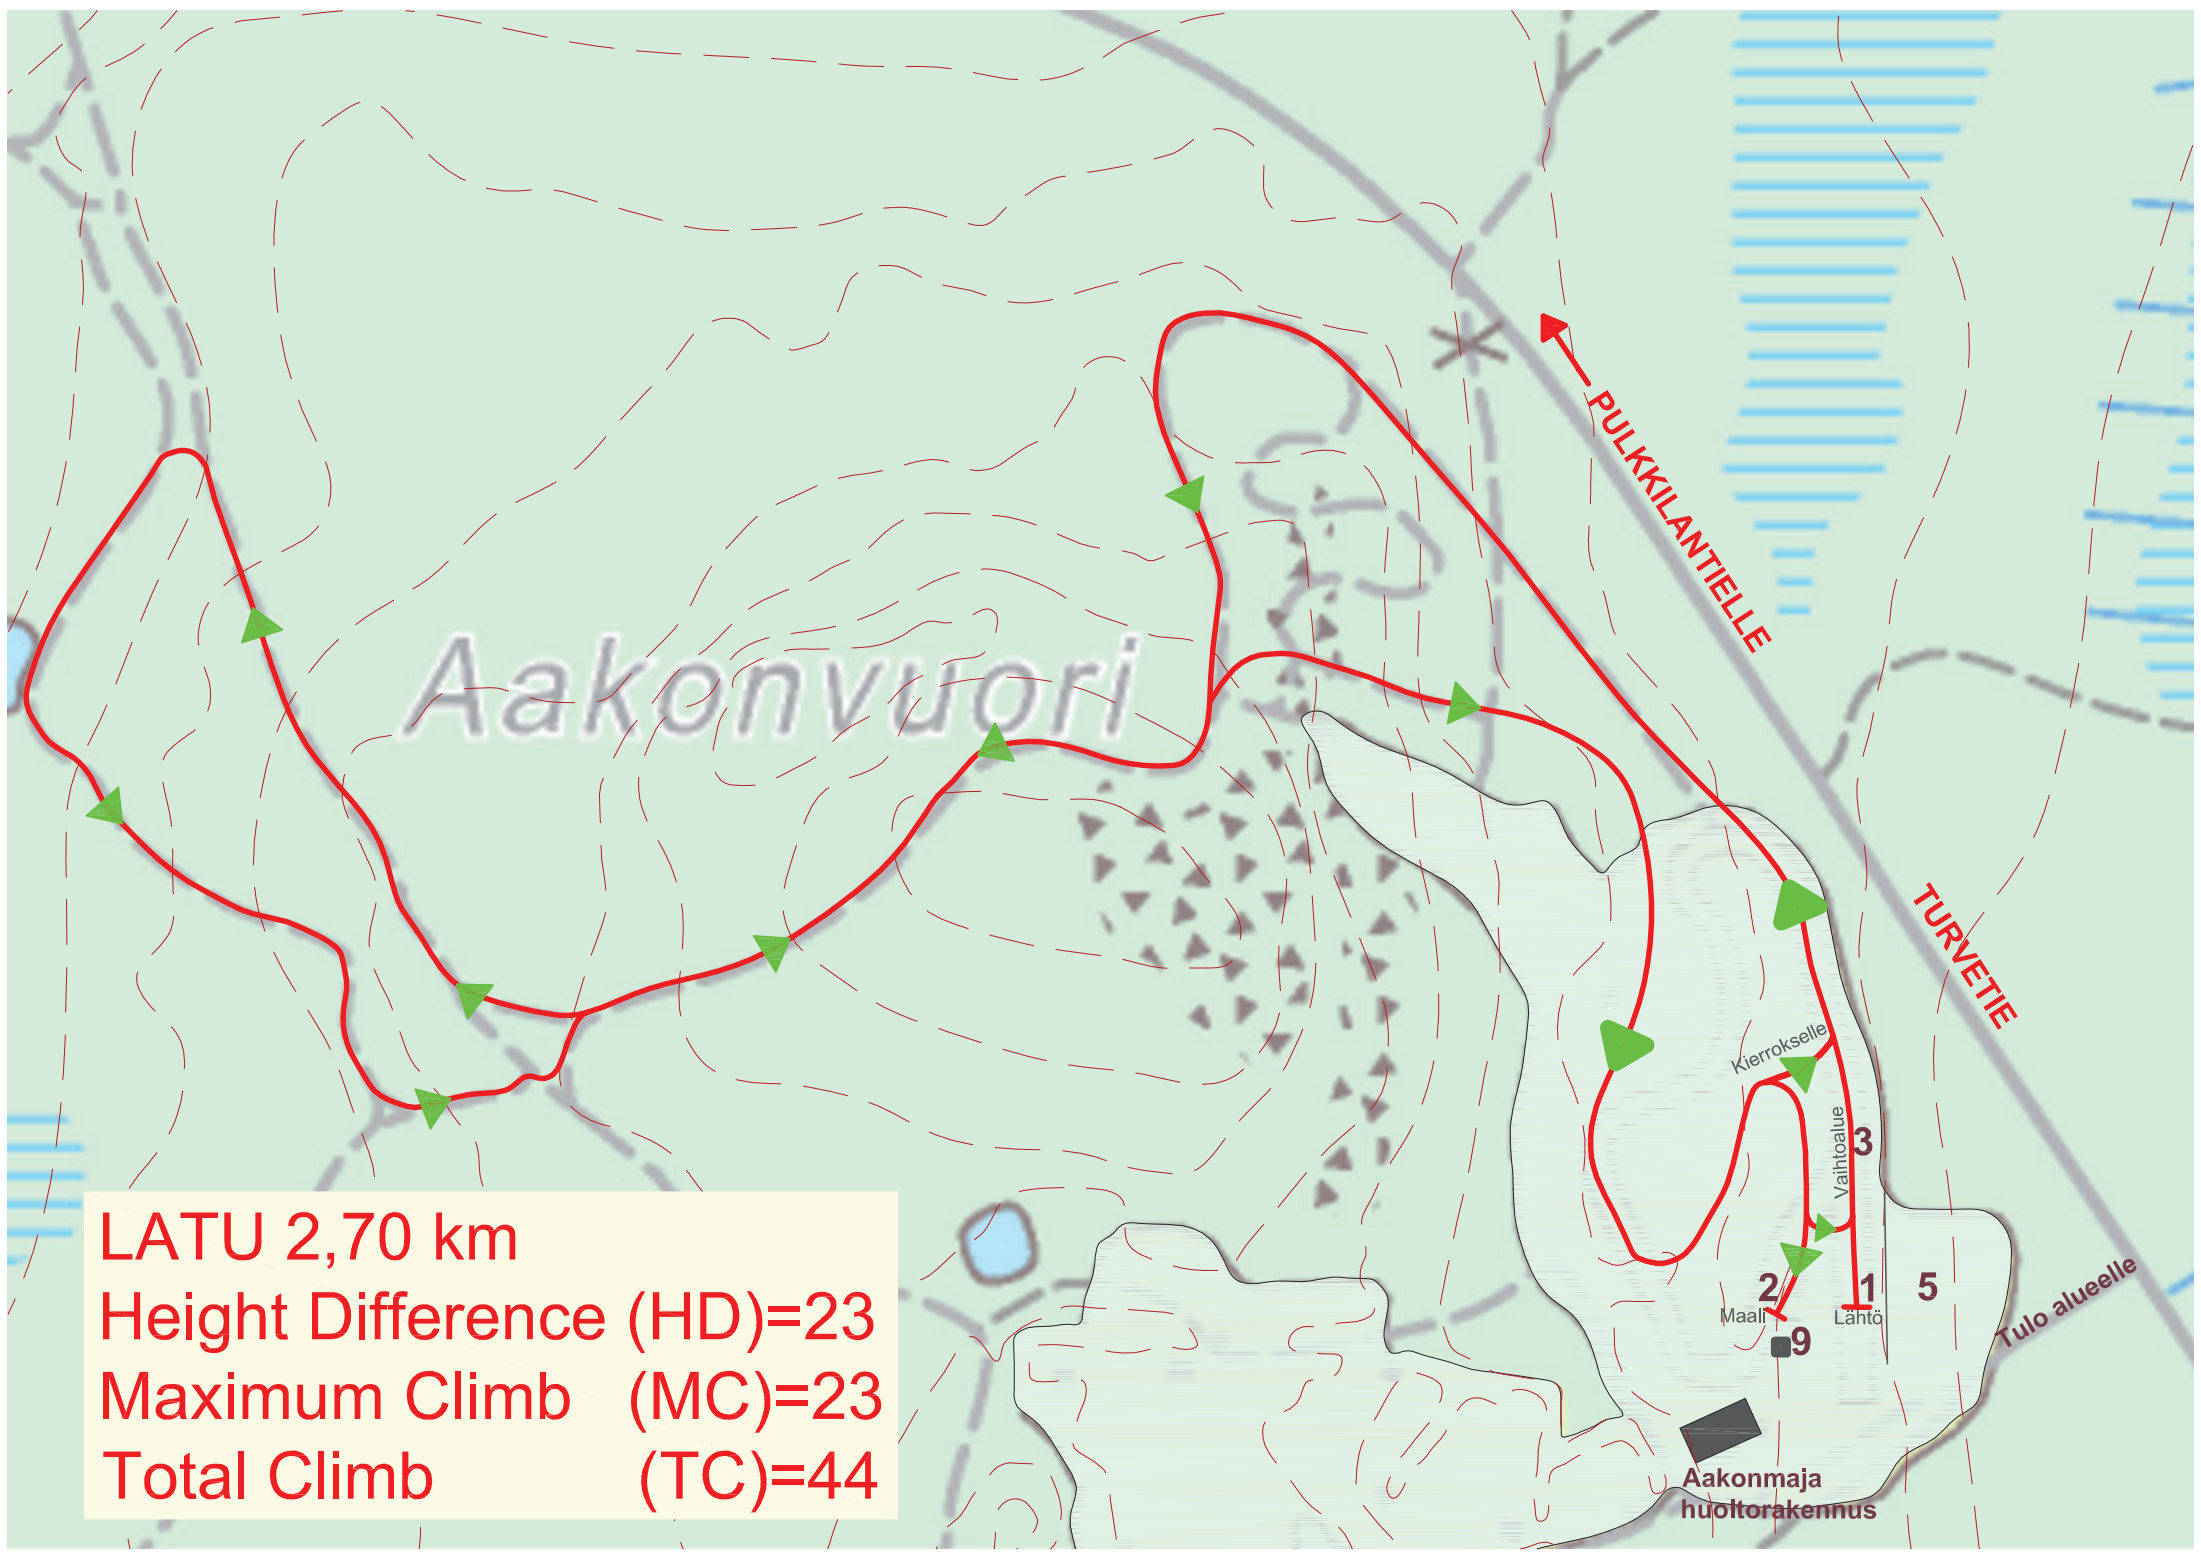 PULKKILANTIELLE
Aakonvuori
TURVETIE
Kierrokselle
Vaihtoalue
3
2
1
5
Maali
Lähtö
9
Tulo alueelle
Aakonmaja
huoltorakennus
LATU 2,70 km
Height Difference (HD)=23
Maximum Climb (MC)=23
Total Climb (TC)=44